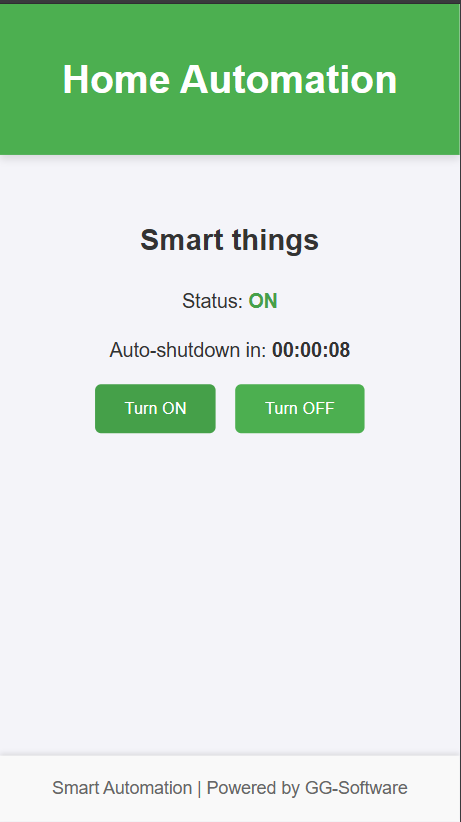 Home Automation
Smart things
Status: ON
Auto-shutdown in: 00:00:08
Turn ON Turn OFF
Smart Automation | Powered by GG-Software